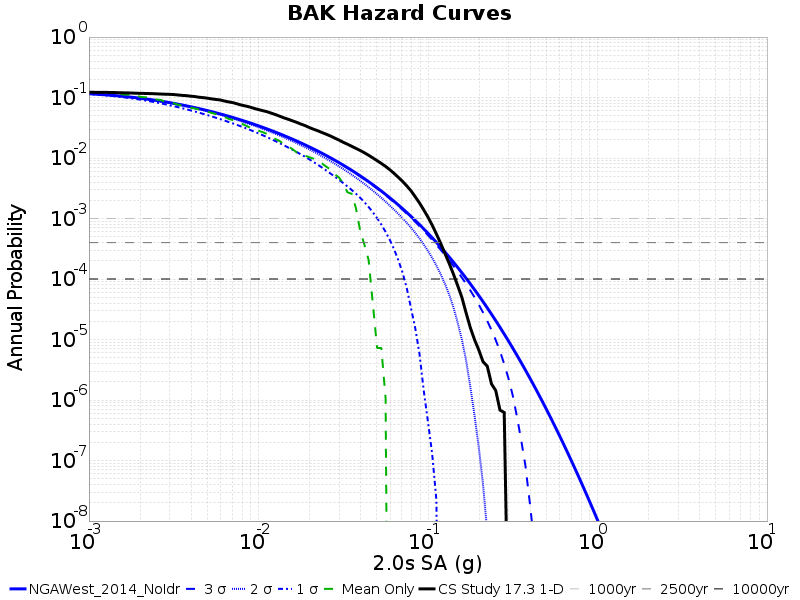 BAK Hazard Curves
10^0
10^-1
10^-2
10^-3
10^-4
10^-5
10^-6
10^-7
10^-8
Annual Probability
10^-3 10^-2 10^-1 10^0 10^1
2.0s SA (g)
NGAWest_2014_NoIdr 3 σ 2 σ 1 σ Mean Only CS Study 17.3 1-D 1000yr 2500yr 10000yr